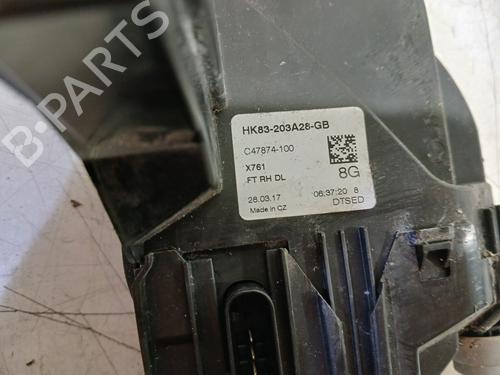 B-PARTS
HK83-203A28-GB
C47874-100
X761
FT RH DL
8G
28.03.17 06:37:20 8
Made in CZ DTSED